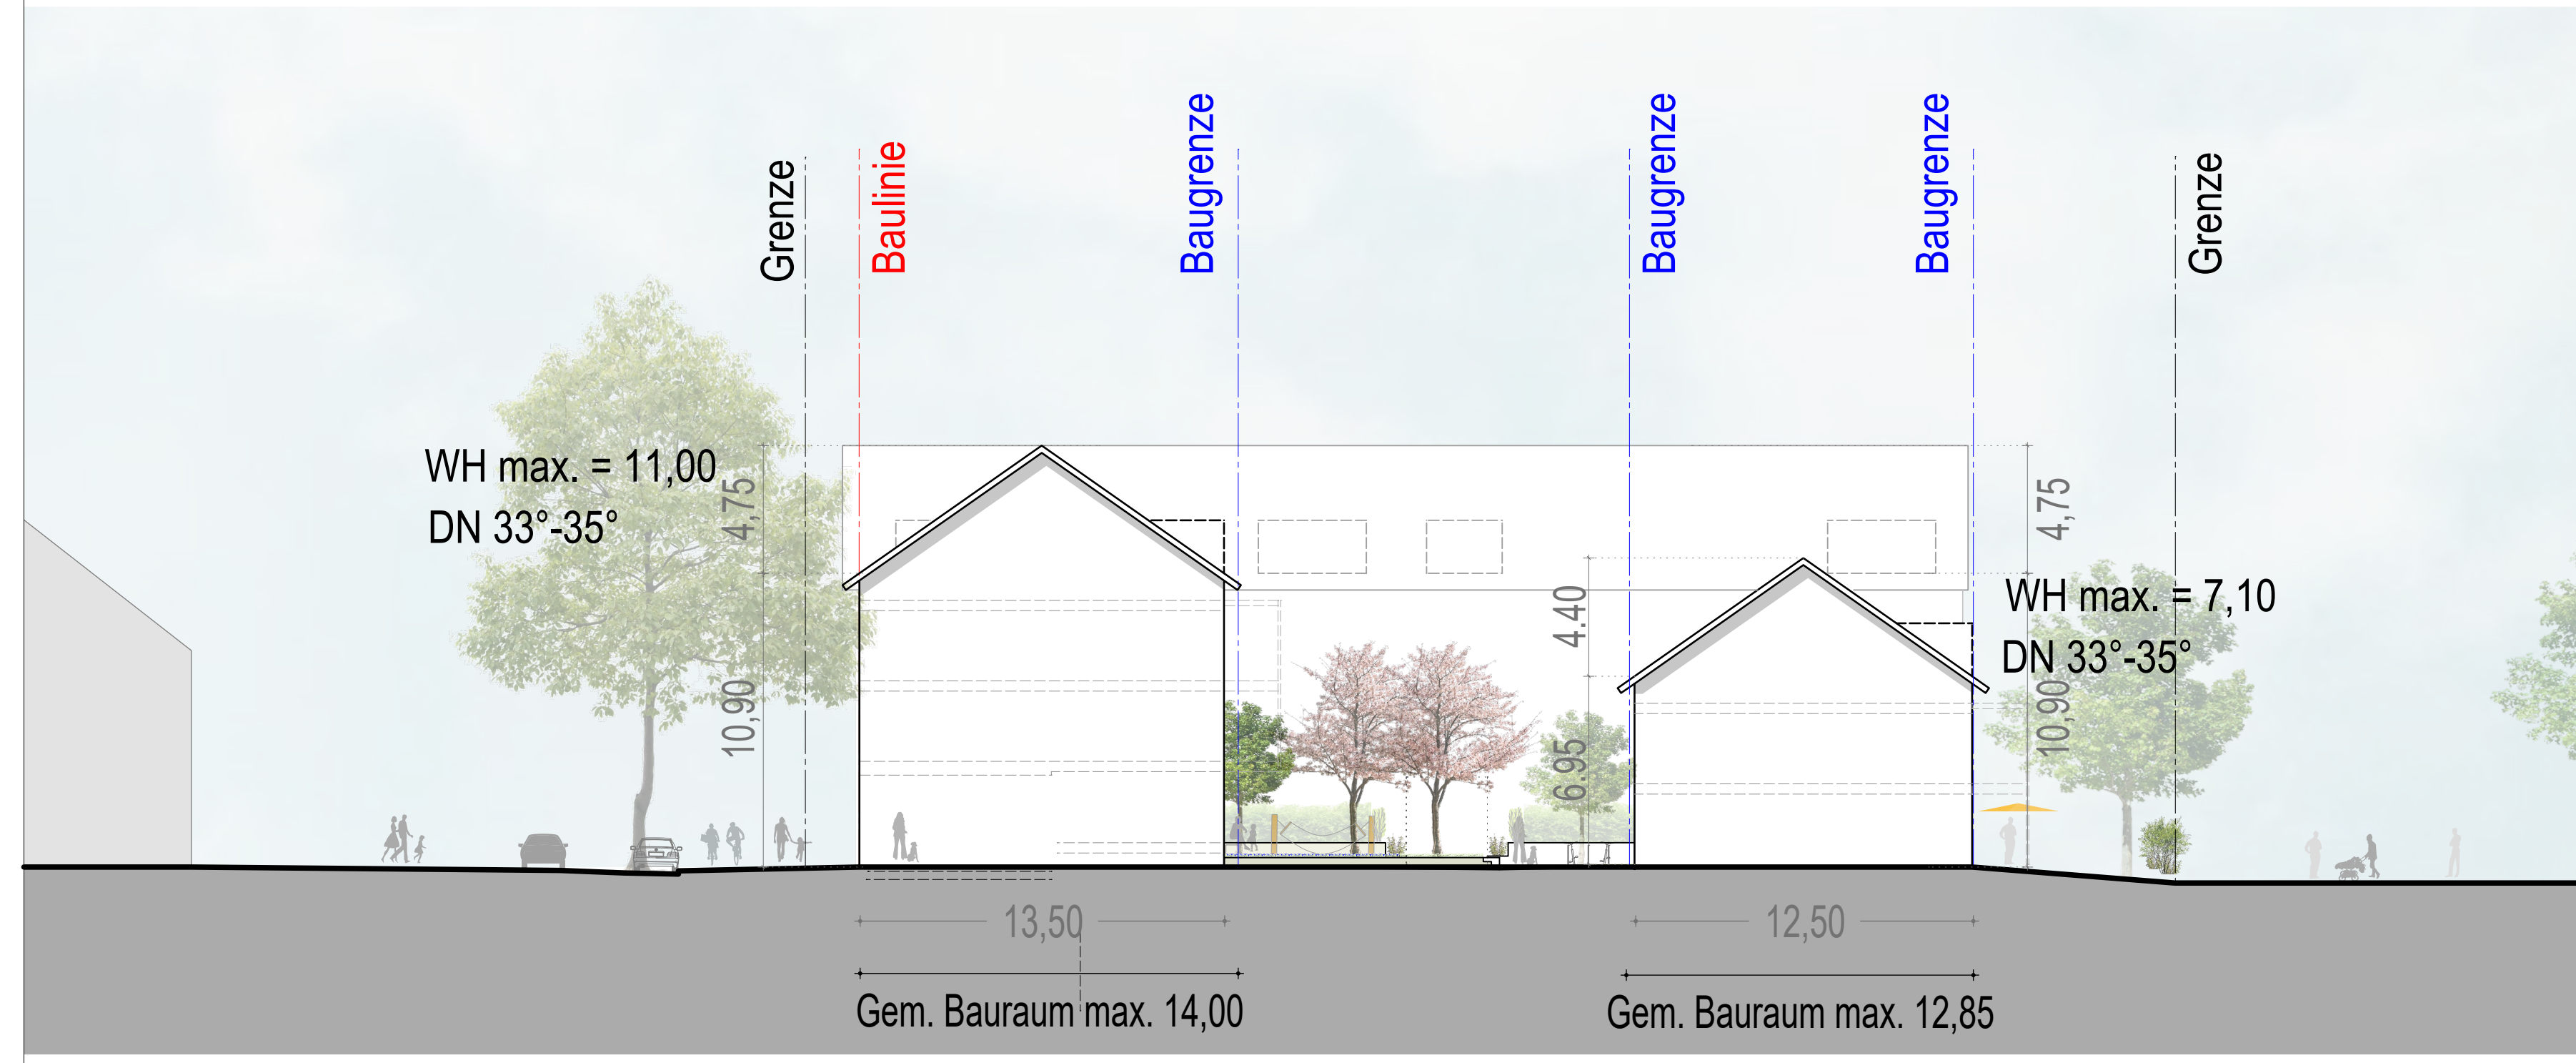 Grenze
Baulinie
Baugrenze
Baugrenze
Baugrenze
Grenze
WH max. = 11,00
DN 33°-35°
4,75
10,90
4.40
6.95
4,75
WH max. = 7,10
DN 33°-35°
10,90
13,50
12,50
Gem. Bauraum max. 14,00
Gem. Bauraum max. 12,85